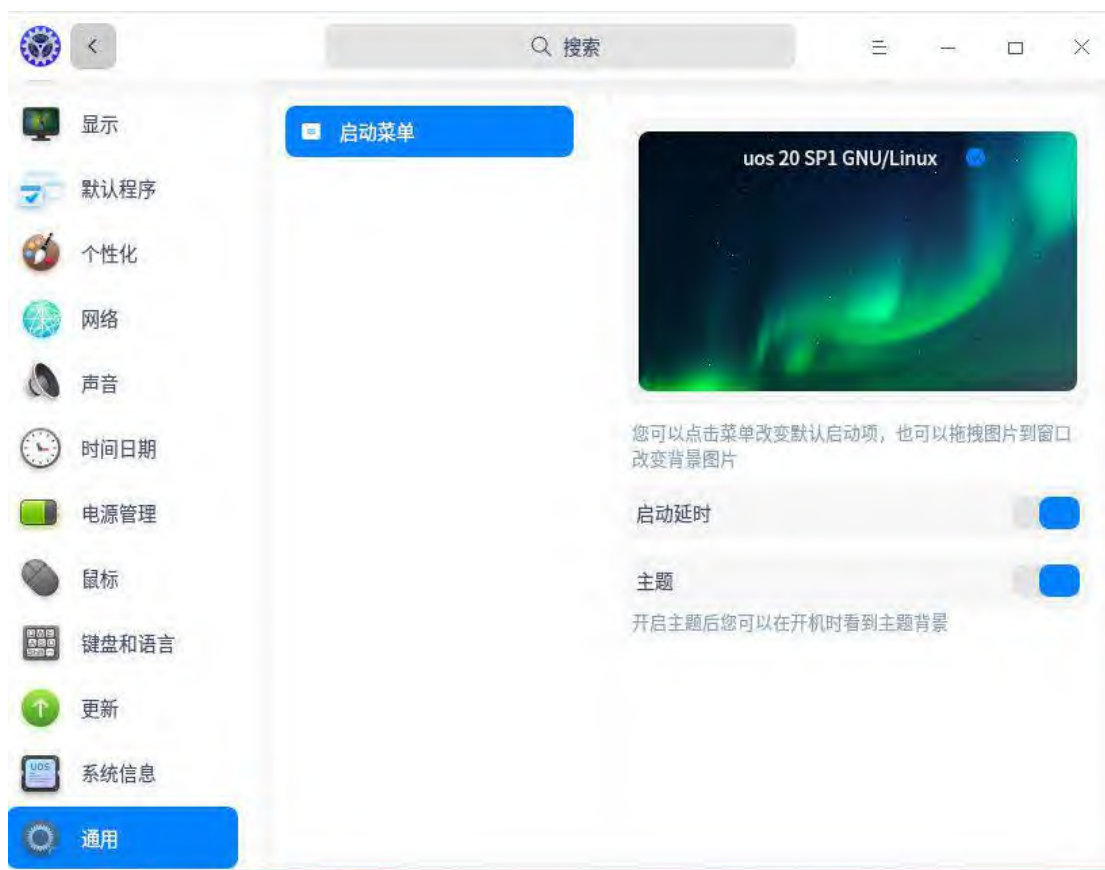 搜索
显示
默认程序
个性化
网络
声音
时间日期
电源管理
鼠标
键盘和语言
更新
系统信息
通用
启动菜单
uos 20 SP1 GNU/Linux
您可以点击菜单改变默认启动项，也可以拖拽图片到窗口
改变背景图片
启动延时
主题
开启主题后您可以在开机时看到主题背景